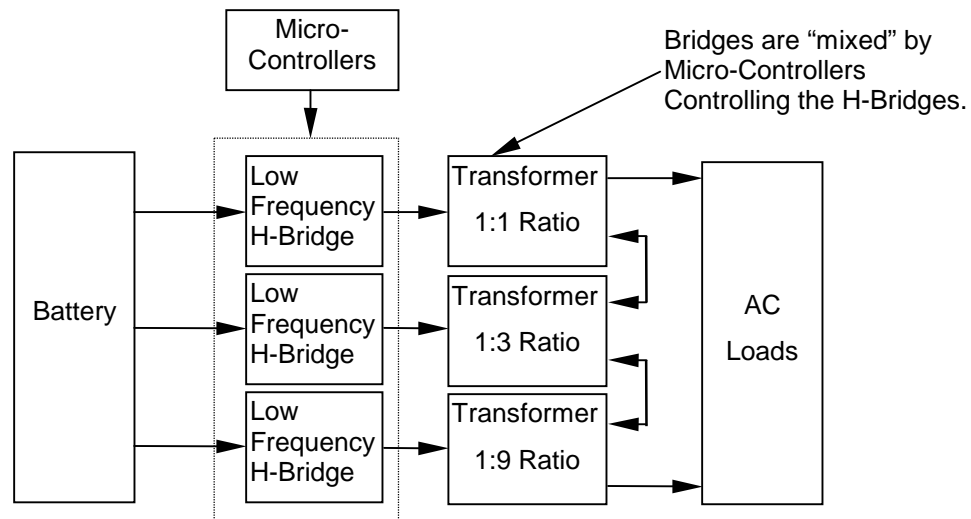 Micro-
Controllers
Bridges are “mixed” by
Micro-Controllers
Controlling the H-Bridges.
Battery
Low
Frequency
H-Bridge
Low
Frequency
H-Bridge
Low
Frequency
H-Bridge
Transformer
1:1 Ratio
Transformer
1:3 Ratio
Transformer
1:9 Ratio
AC
Loads